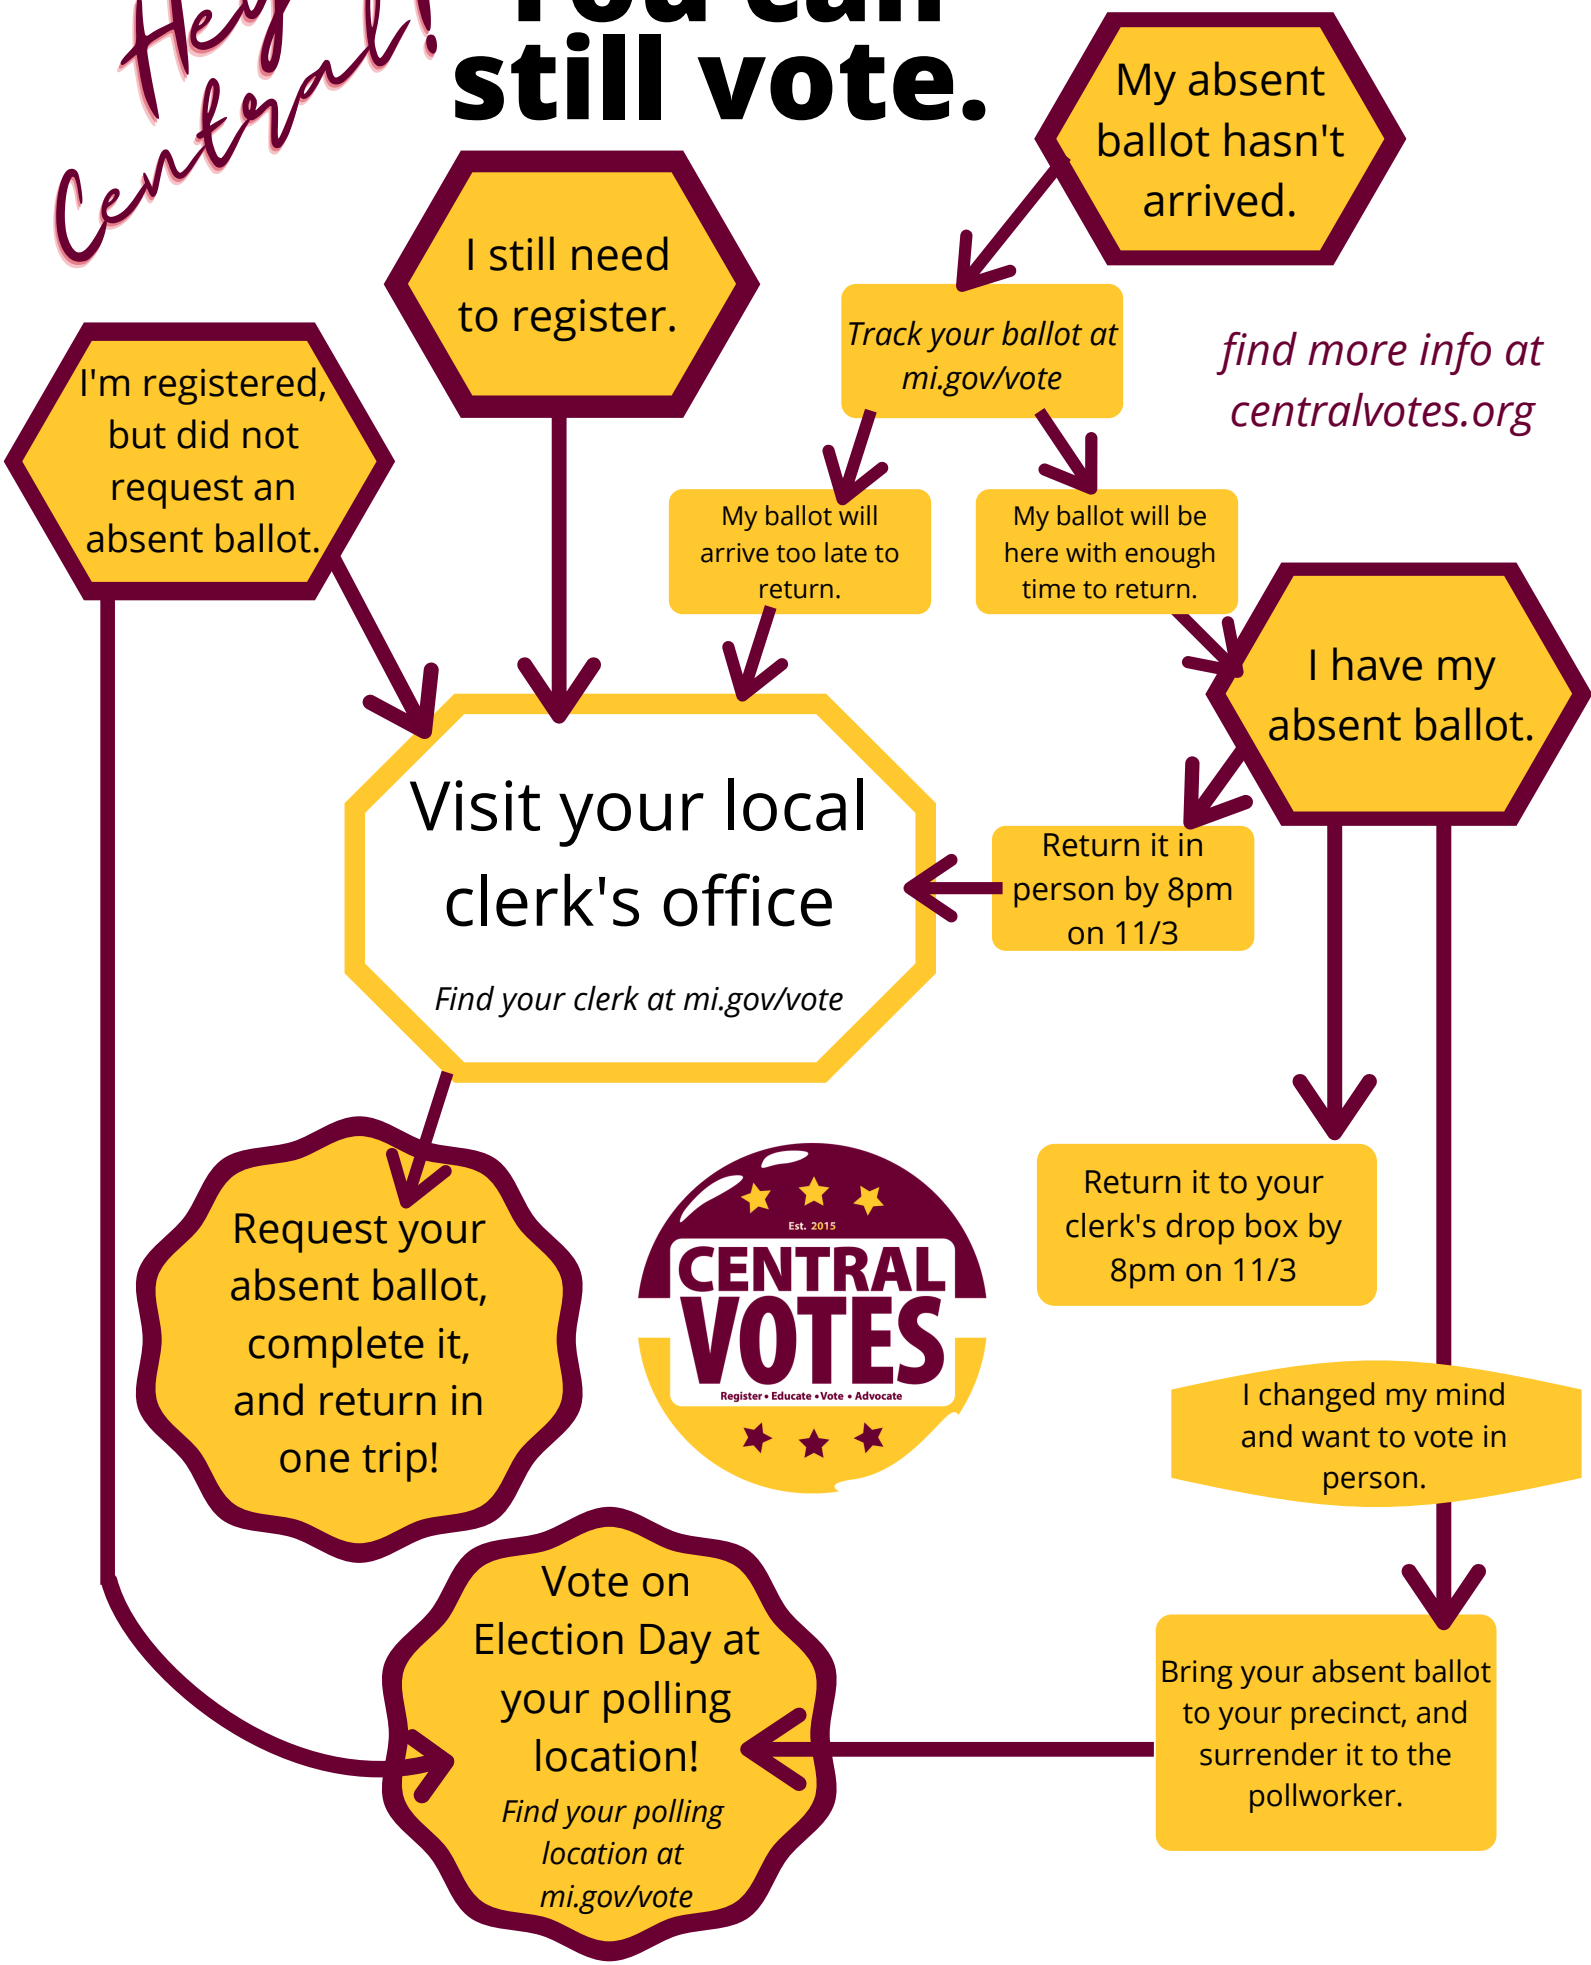 Hey
Central!
You can
still vote.
My absent
ballot hasn't
arrived.
I still need
to register.
Track your ballot at
mi.gov/vote
find more info at
centralvotes.org
I'm registered,
but did not
request an
absent ballot.
My ballot will
arrive too late to
return.
My ballot will be
here with enough
time to return.
I have my
absent ballot.
Visit your local
clerk's office
Find your clerk at mi.gov/vote
Return it in
person by 8pm
on 11/3
Request your
absent ballot,
complete it,
and return in
one trip!
Est. 2015
CENTRAL
VOTES
Register • Educate • Vote • Advocate
Return it to your
clerk's drop box by
8pm on 11/3
I changed my mind
and want to vote in
person.
Vote on
Election Day at
your polling
location!
Find your polling
location at
mi.gov/vote
Bring your absent ballot
to your precinct, and
surrender it to the
pollworker.